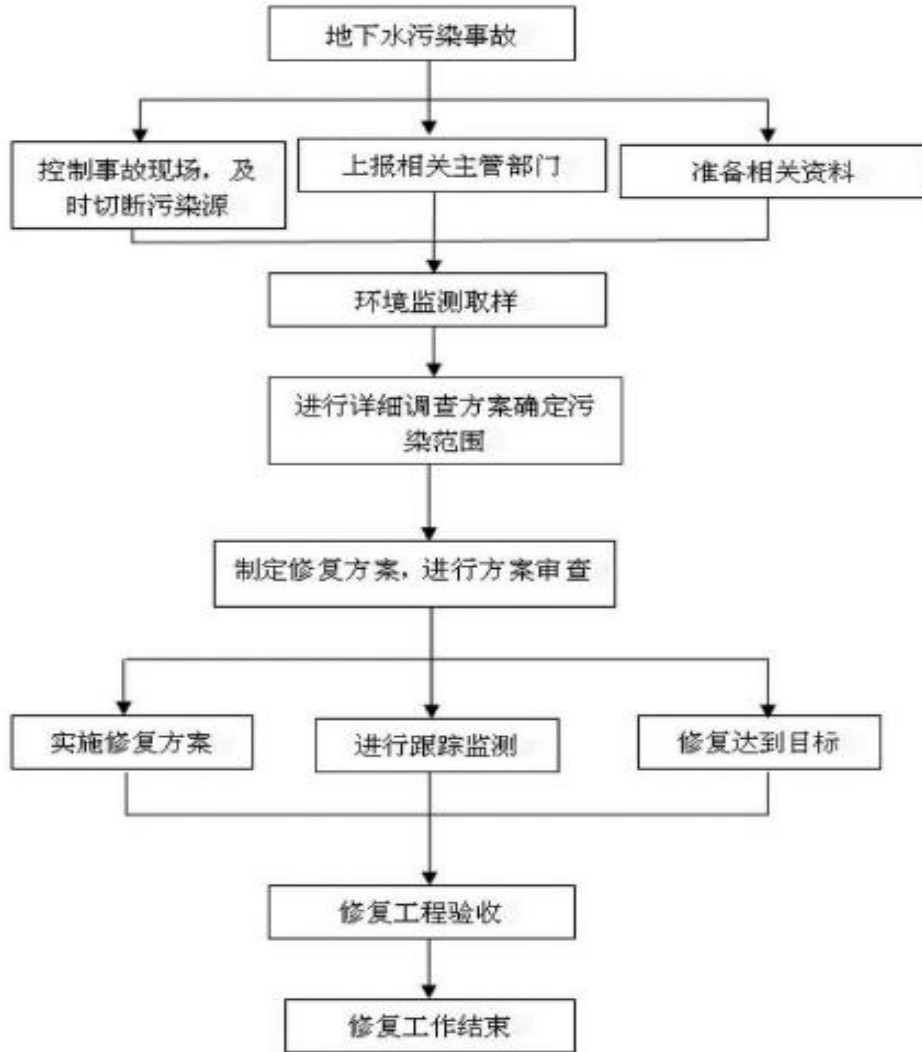 地下水污染事故
控制事故现场，及
时切断污染源
上报相关主管部门
准备相关资料
环境监测取样
进行详细调查方案确定污
染范围
制定修复方案，进行方案审查
实施修复方案
进行跟踪监测
修复达到目标
修复工程验收
修复工作结束